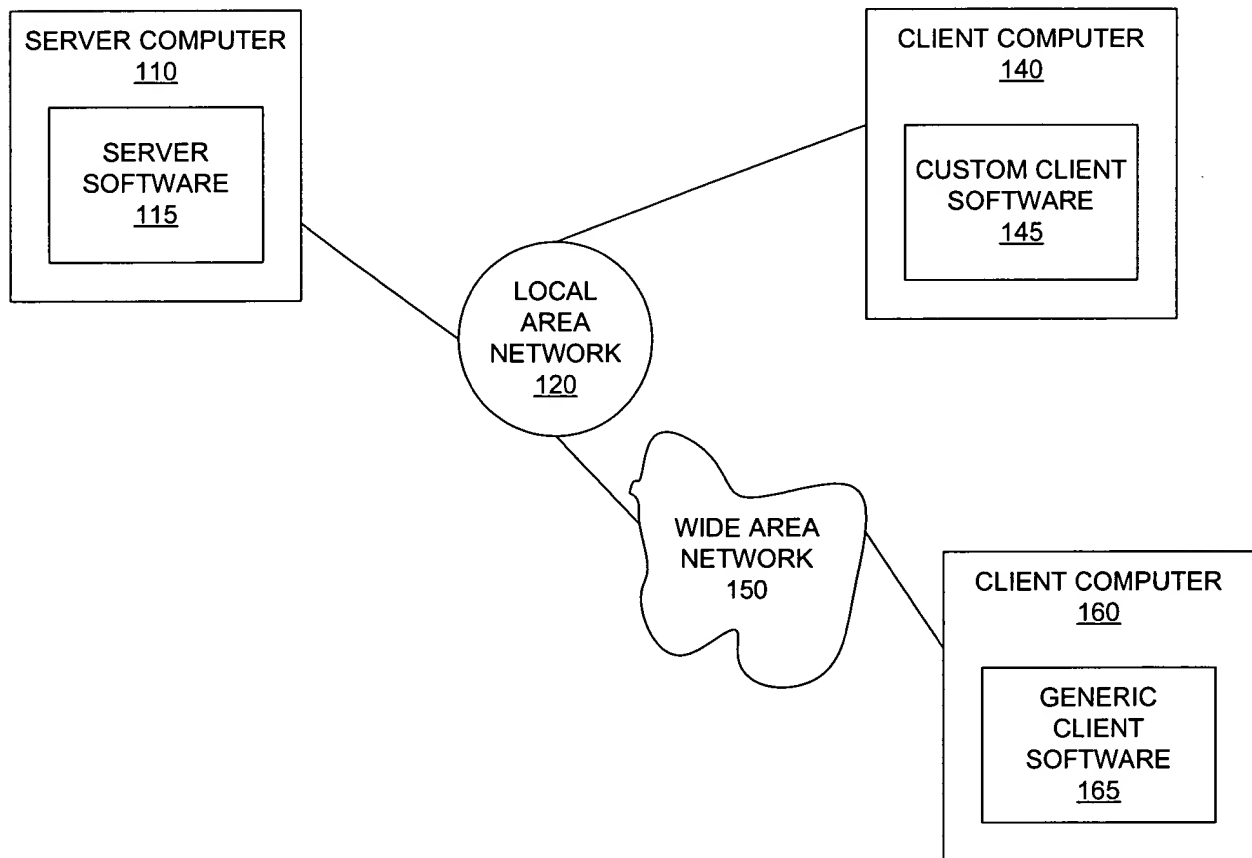 SERVER COMPUTER
110
SERVER
SOFTWARE
115
CLIENT COMPUTER
140
CUSTOM CLIENT
SOFTWARE
145
LOCAL
AREA
NETWORK
120
WIDE AREA
NETWORK
150
CLIENT COMPUTER
160
GENERIC
CLIENT
SOFTWARE
165